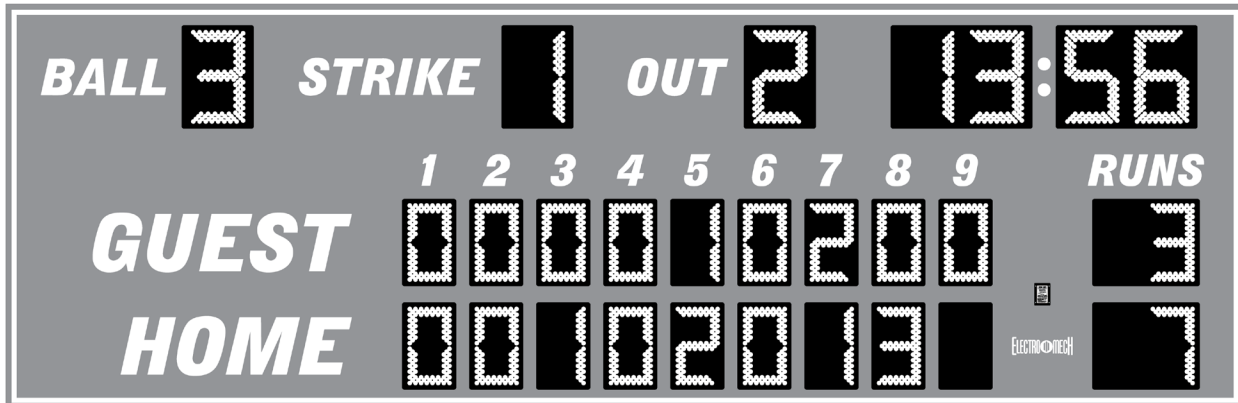 BALL 3 STRIKE 1 OUT 2 13:56
1 2 3 4 5 6 7 8 9 RUNS
GUEST 0 0 0 0 1 0 2 0 0 3
HOME 0 0 1 0 2 0 1 3 7
ELECTRO-MECH